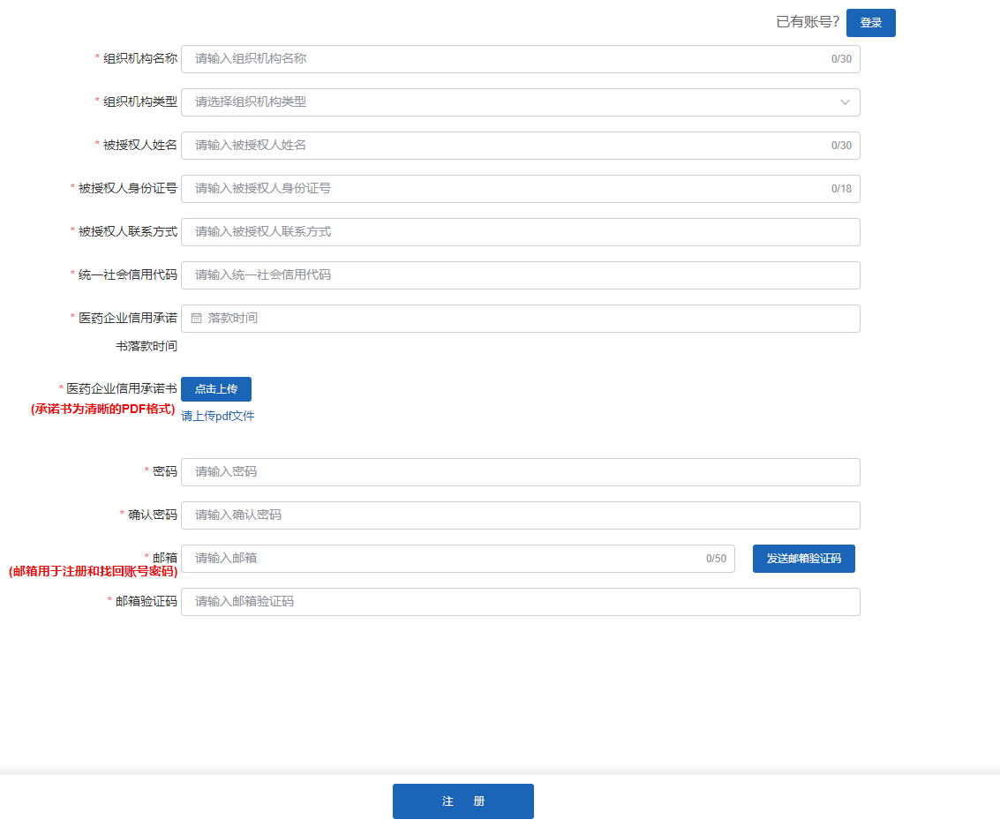 已有账号? 登录
* 组织机构名称 请输入组织机构名称 0/30
* 组织机构类型 请选择组织机构类型
* 被授权人姓名 请输入被授权人姓名 0/30
* 被授权人身份证号 请输入被授权人身份证号 0/18
* 被授权人联系方式 请输入被授权人联系方式
* 统一社会信用代码 请输入统一社会信用代码
* 医药企业信用承诺 落款时间
书落款时间
* 医药企业信用承诺书 点击上传
(承诺书为清晰的PDF格式) 请上传pdf文件
* 密码 请输入密码
* 确认密码 请输入确认密码
* 邮箱 请输入邮箱 0/50 发送邮箱验证码
(邮箱用于注册和找回账号密码)
* 邮箱验证码 请输入邮箱验证码
注 册